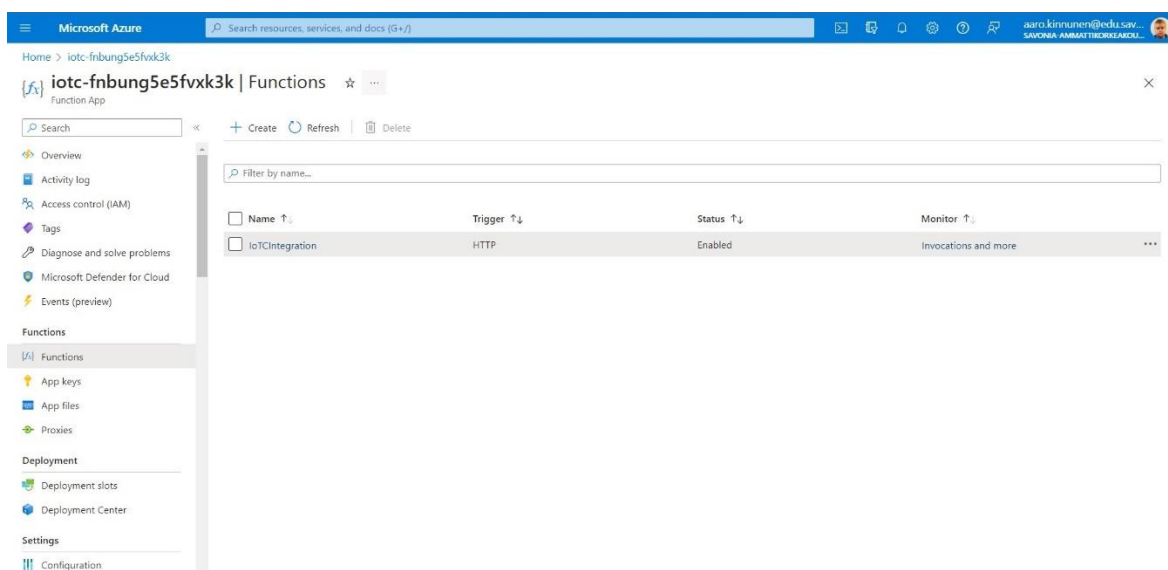 Microsoft Azure
Search resources, services, and docs (G+/)
aaro.kinnunen@edu.sav...
SAVONIA-AMMATTIKORKEAKOU...
Home > iotc-fnbung5e5fvxk3k
iotc-fnbung5e5fvxk3k | Functions
Function App
Search
Create Refresh Delete
Overview
Activity log
Access control (IAM)
Tags
Diagnose and solve problems
Microsoft Defender for Cloud
Events (preview)
Functions
Functions
App keys
App files
Proxies
Deployment
Deployment slots
Deployment Center
Settings
Configuration
Filter by name...
Name Trigger Status Monitor
IoTCIntegration HTTP Enabled Invocations and more